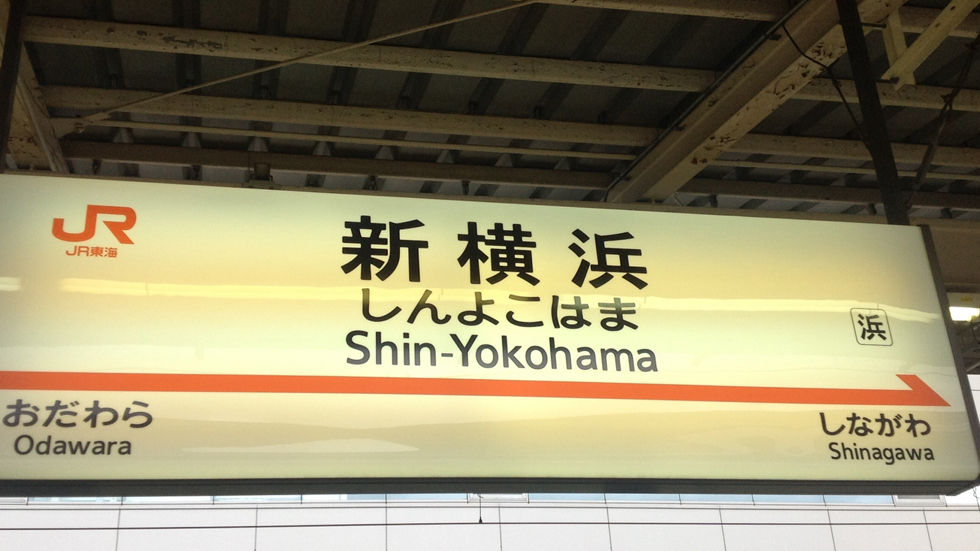 JR
JR東海
新横浜
しんよこはま
Shin-Yokohama
浜
おだわら
Odawara
しながわ
Shinagawa